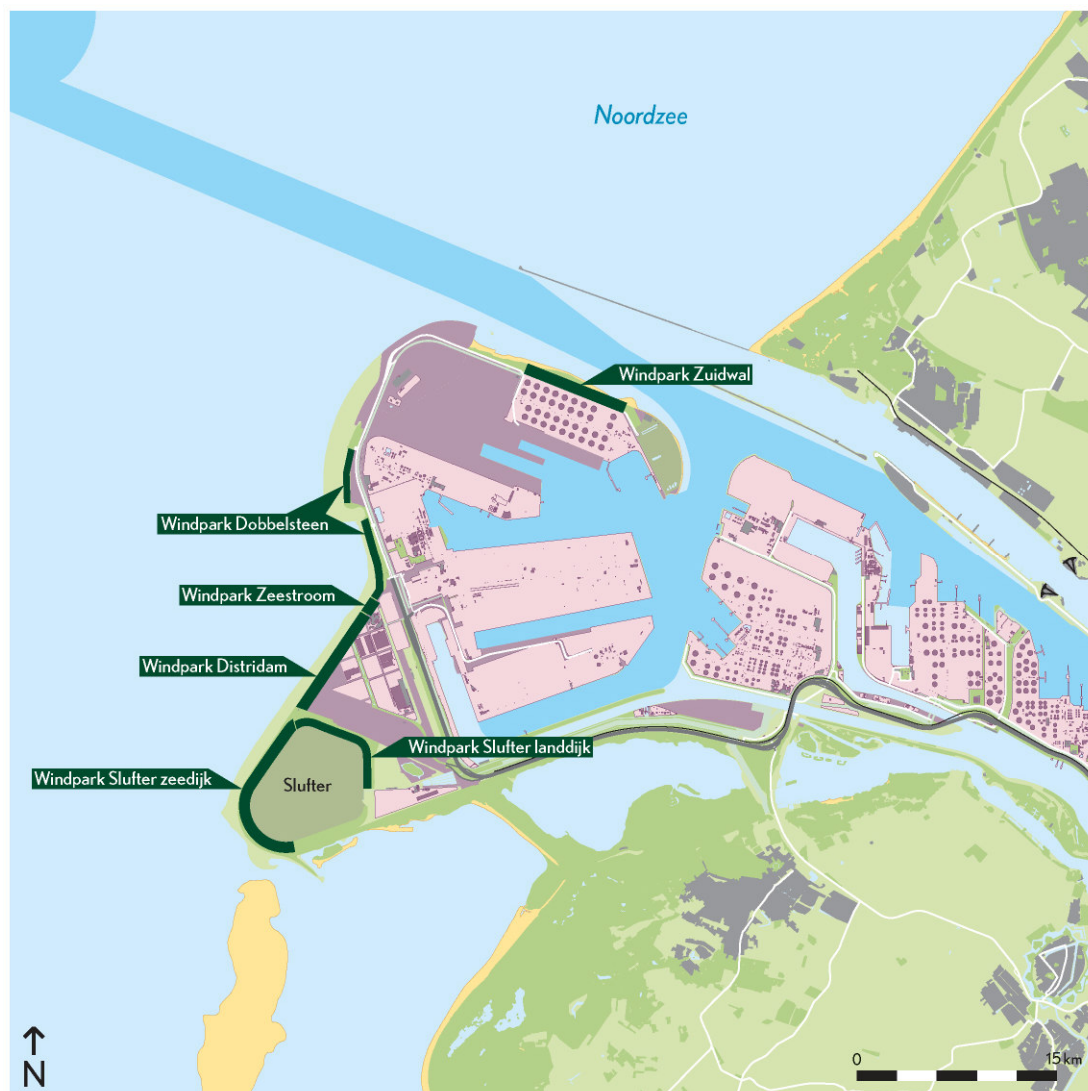 Noordzee
Windpark Zuidwal
Windpark Dobbelsteen
Windpark Zeestroom
Windpark Distridam
Windpark Slufter landdijk
Windpark Slufter zeedijk
Slufter
N
0 15 km